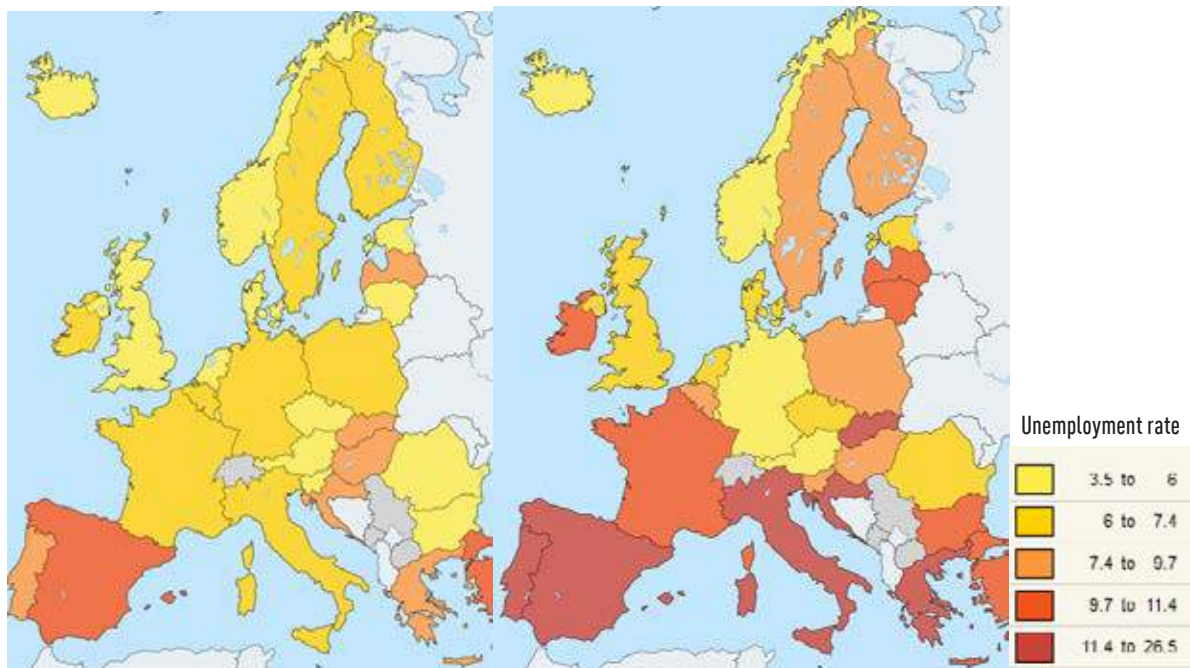 Unemployment rate
3.5 to 6
6 to 7.4
7.4 to 9.7
9.7 to 11.4
11.4 to 26.5